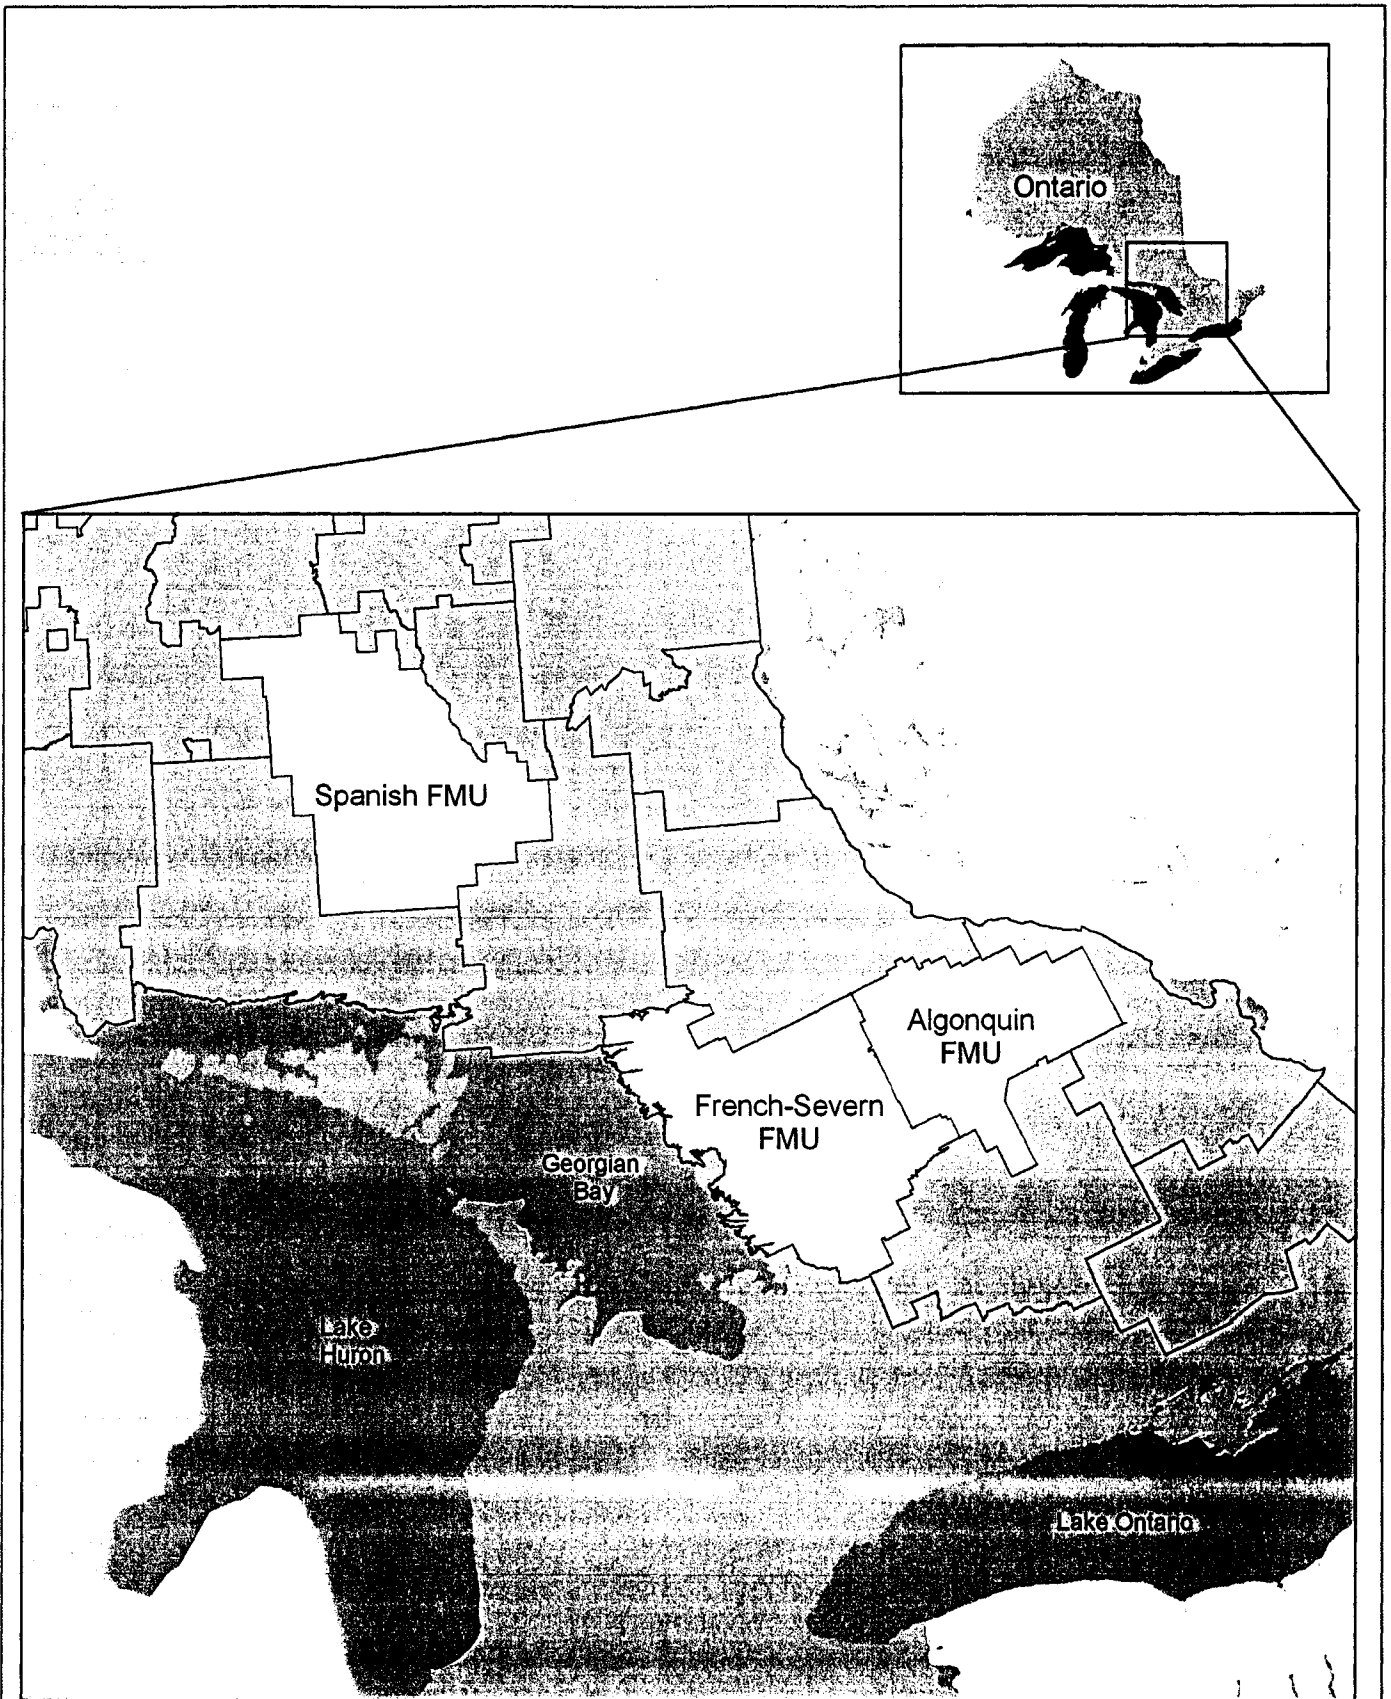 Ontario
Spanish FMU
Algonquin
FMU
French-Severn
FMU
Georgian
Bay
Lake
Huron
Lake Ontario